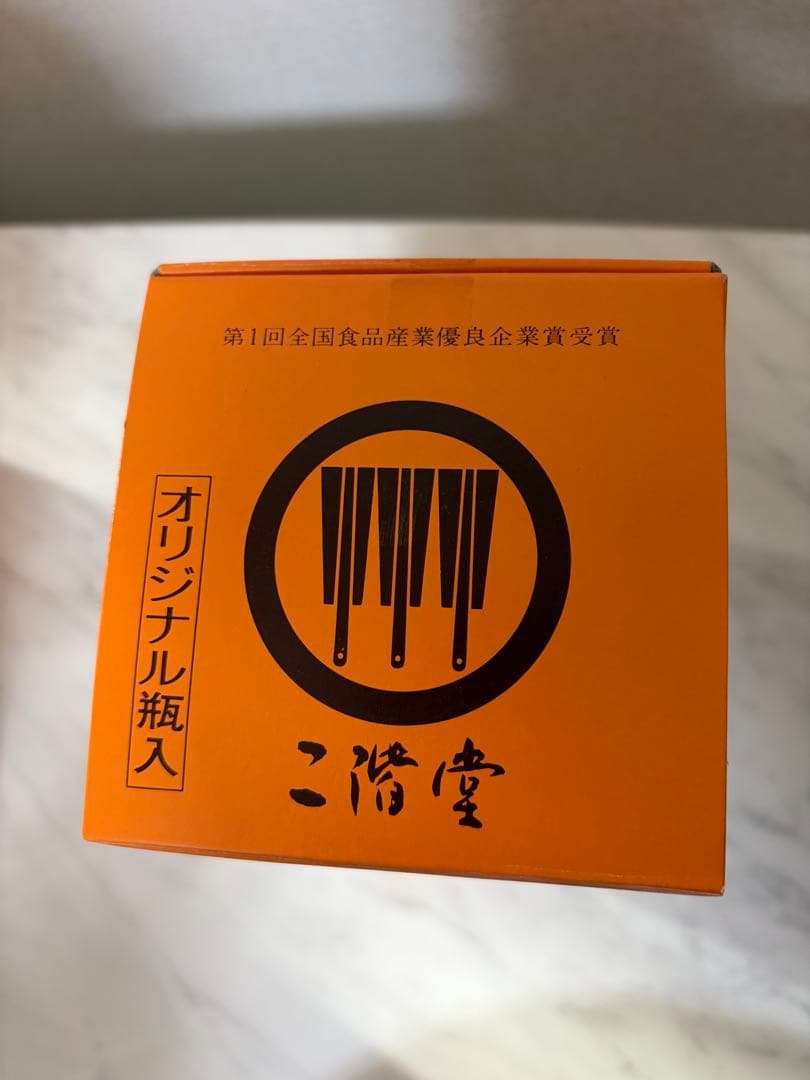 第1回全国食品産業優良企業賞受賞
オリジナル瓶入
二階堂